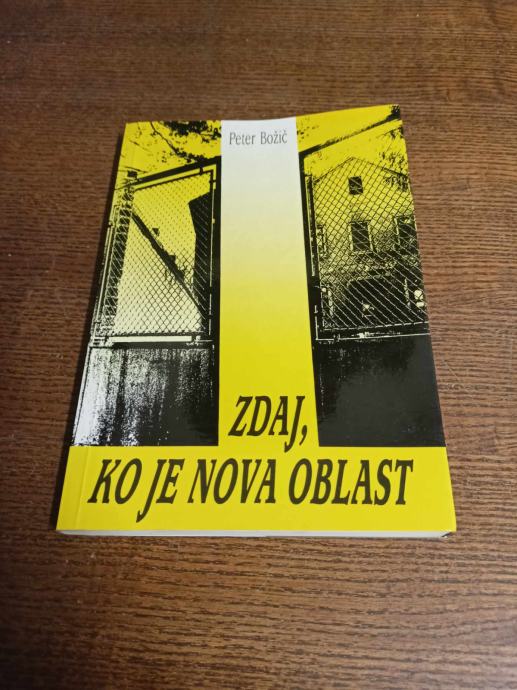 Peter Božič
ZDAJ,
KO JE NOVA OBLAST